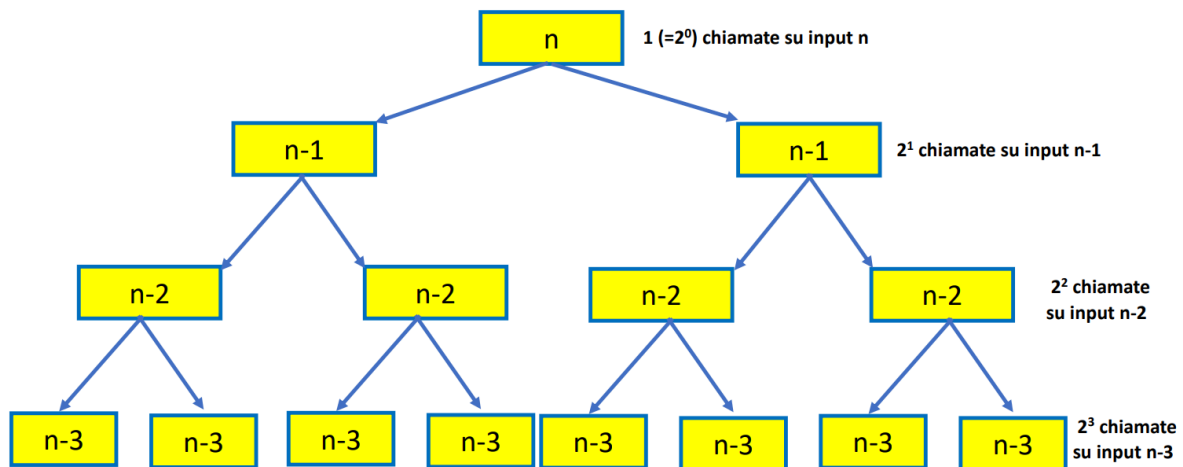 n
1 (=2⁰) chiamate su input n
n-1
n-1
2¹ chiamate su input n-1
n-2
n-2
n-2
n-2
2² chiamate
su input n-2
n-3
n-3
n-3
n-3
n-3
n-3
n-3
n-3
2³ chiamate
su input n-3